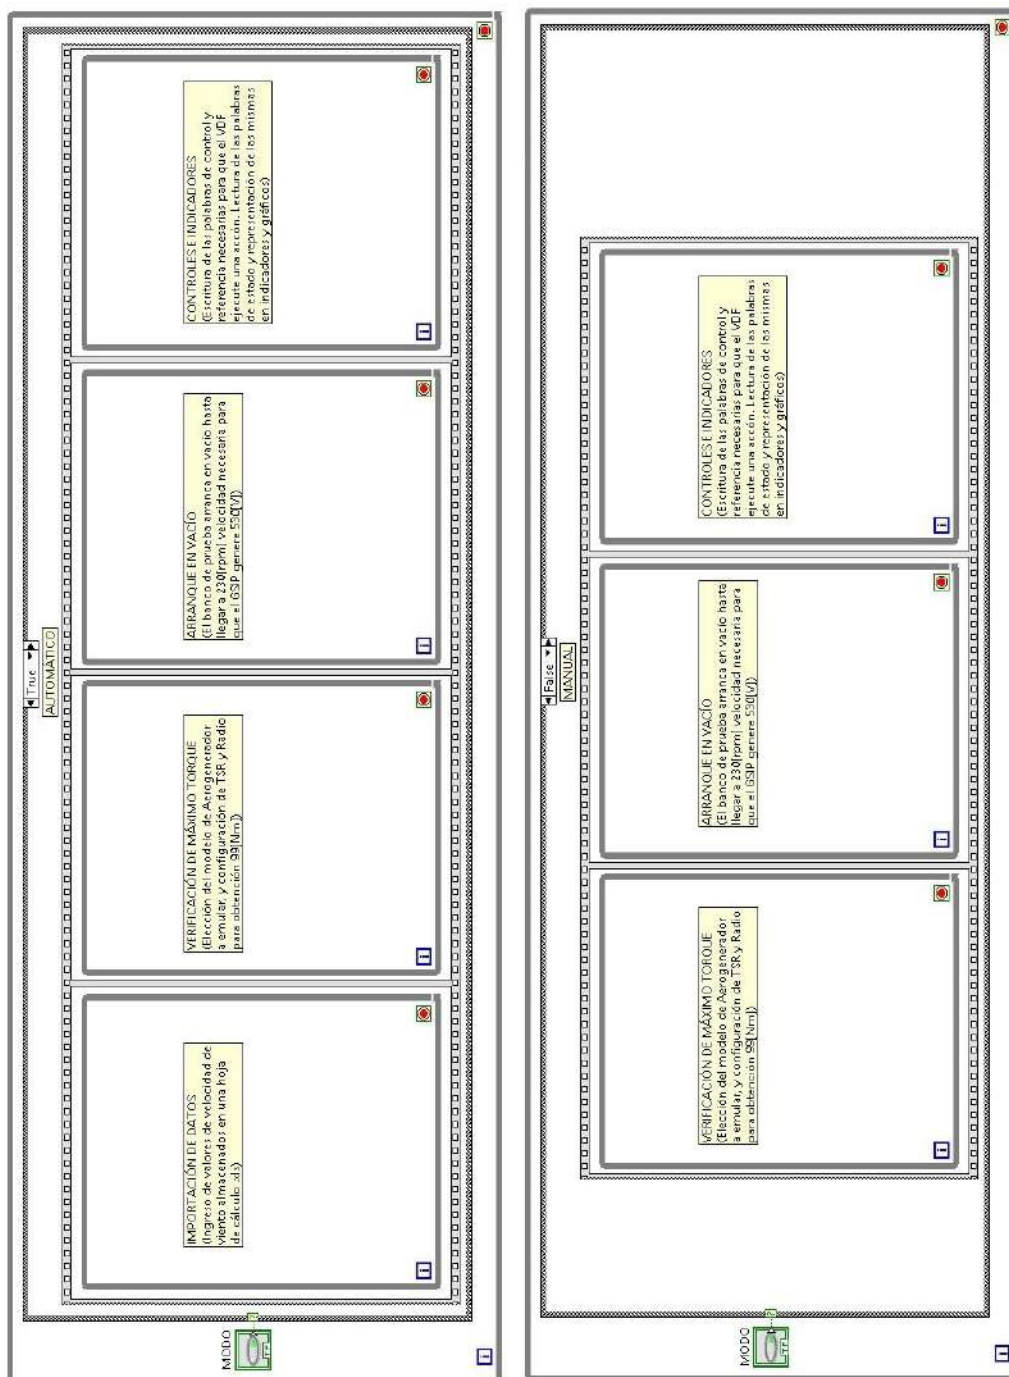 True
AUTOMÁTICO
MODO
IMPORTACIÓN DE DATOS
(Ingreso de valores de velocidad de
viento almacenados en una hoja
de cálculo .xls)
VERIFICACIÓN DE MÁXIMO TORQUE
(Elección del modelo de Aerogenerador
a emular, y configuración de TSR y Radio
para obtención 99[Nm])
ARRANQUE EN VACÍO
(El banco de prueba arranca en vacío hasta
llegar a 230[rpm] velocidad necesaria para
que el GSIP genere 530[V])
CONTROLES E INDICADORES
(Escritura de las palabras de control y
referencia necesarias para que el VDF
ejecute una acción. Lectura de las palabras
de estado y representación de las mismas
en indicadores y gráficos)
i
i
i
i
i
False
MANUAL
MODO
VERIFICACIÓN DE MÁXIMO TORQUE
(Elección del modelo de Aerogenerador
a emular, y configuración de TSR y Radio
para obtención 99[Nm])
ARRANQUE EN VACÍO
(El banco de prueba arranca en vacío hasta
llegar a 230[rpm] velocidad necesaria para
que el GSIP genere 530[V])
CONTROLES E INDICADORES
(Escritura de las palabras de control y
referencia necesarias para que el VDF
ejecute una acción. Lectura de las palabras
de estado y representación de las mismas
en indicadores y gráficos)
i
i
i
i